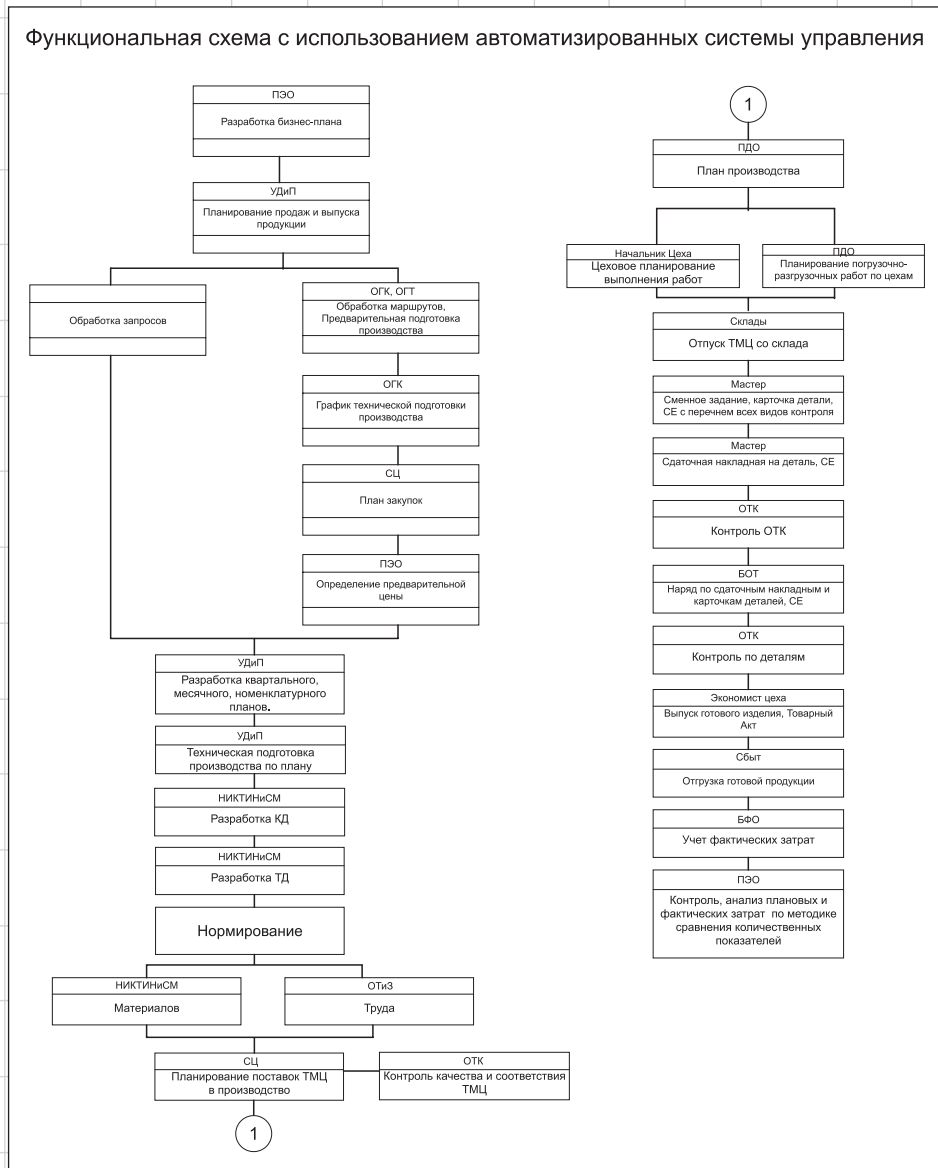 Функциональная схема с использованием автоматизированных системы управления
ПЭО
Разработка бизнес-плана
УДиП
Планирование продаж и выпуска
продукции
Обработка запросов
ОГК, ОГТ
Обработка маршрутов,
Предварительная подготовка
производства
ОГК
График технической подготовки
производства
СЦ
План закупок
ПЭО
Определение предварительной
цены
УДиП
Разработка квартального,
месячного, номенклатурного
планов.
УДиП
Техническая подготовка
производства по плану
НИКТИНиСМ
Разработка КД
НИКТИНиСМ
Разработка ТД
Нормирование
НИКТИНиСМ
Материалов
ОТиЗ
Труда
СЦ
Планирование поставок ТМЦ
в производство
ОТК
Контроль качества и соответствия
ТМЦ
1
1
ПДО
План производства
Начальник Цеха
Цеховое планирование
выполнения работ
ПДО
Планирование погрузочно-
разгрузочных работ по цехам
Склады
Отпуск ТМЦ со склада
Мастер
Сменное задание, карточка детали,
СЕ с перечнем всех видов контроля
Мастер
Сдаточная накладная на деталь, СЕ
ОТК
Контроль ОТК
БОТ
Наряд по сдаточным накладным и
карточкам деталей, СЕ
ОТК
Контроль по деталям
Экономист цеха
Выпуск готового изделия, Товарный
Акт
Сбыт
Отгрузка готовой продукции
БФО
Учет фактических затрат
ПЭО
Контроль, анализ плановых и
фактических затрат по методике
сравнения количественных
показателей